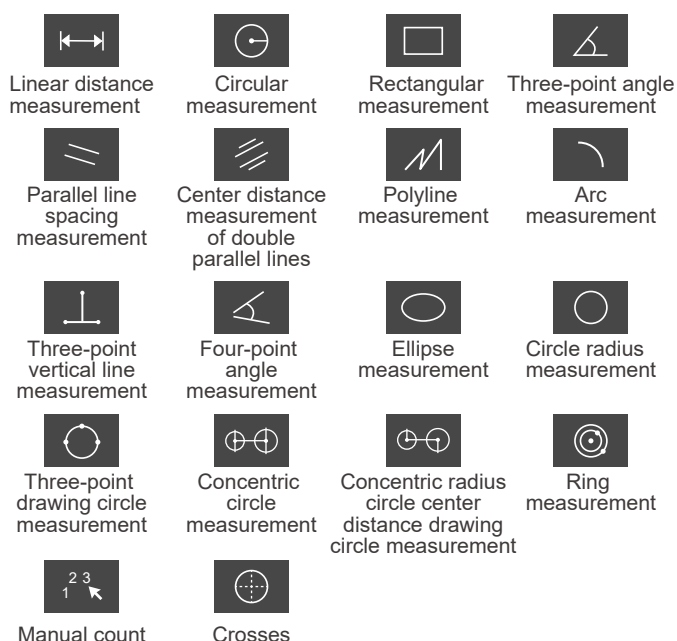 Linear distance
measurement
Circular
measurement
Rectangular
measurement
Three-point angle
measurement
Parallel line
spacing
measurement
Center distance
measurement
of double
parallel lines
Polyline
measurement
Arc
measurement
Three-point
vertical line
measurement
Four-point
angle
measurement
Ellipse
measurement
Circle radius
measurement
Three-point
drawing circle
measurement
Concentric
circle
measurement
Concentric radius
circle center
distance drawing
circle measurement
Ring
measurement
1 2 3
Manual count
Crosses